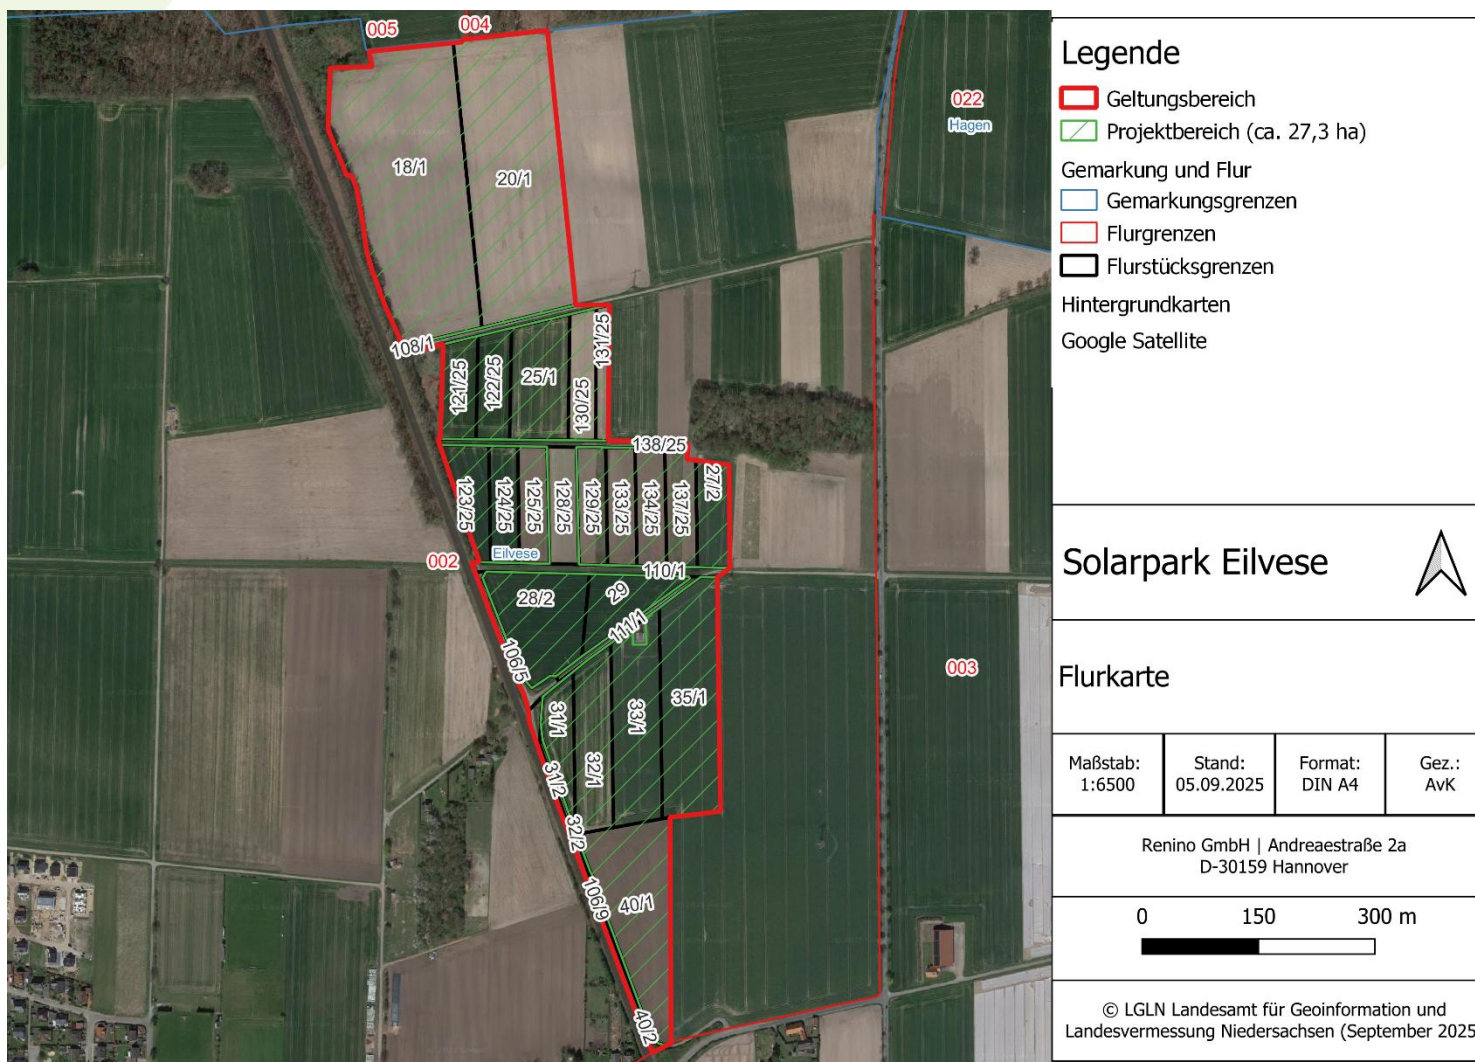 005
004
022
Hagen
18/1
20/1
108/1
121/25
122/25
25/1
130/25
131/25
138/25
123/25
124/25
125/25
128/25
129/25
133/25
134/25
137/25
27/2
002
Eilvese
110/1
28/2
29
111/1
106/5
003
31/1
32/1
33/1
35/1
31/2
32/2
106/9
40/1
40/2
Legende
Geltungsbereich
Projektbereich (ca. 27,3 ha)
Gemarkung und Flur
Gemarkungsgrenzen
Flurgrenzen
Flurstücksgrenzen
Hintergrundkarten
Google Satellite
Solarpark Eilvese
Flurkarte
Maßstab:
1:6500
Stand:
05.09.2025
Format:
DIN A4
Gez.:
AvK
Renino GmbH | Andreaestraße 2a
D-30159 Hannover
0 150 300 m
© LGLN Landesamt für Geoinformation und
Landesvermessung Niedersachsen (September 2025